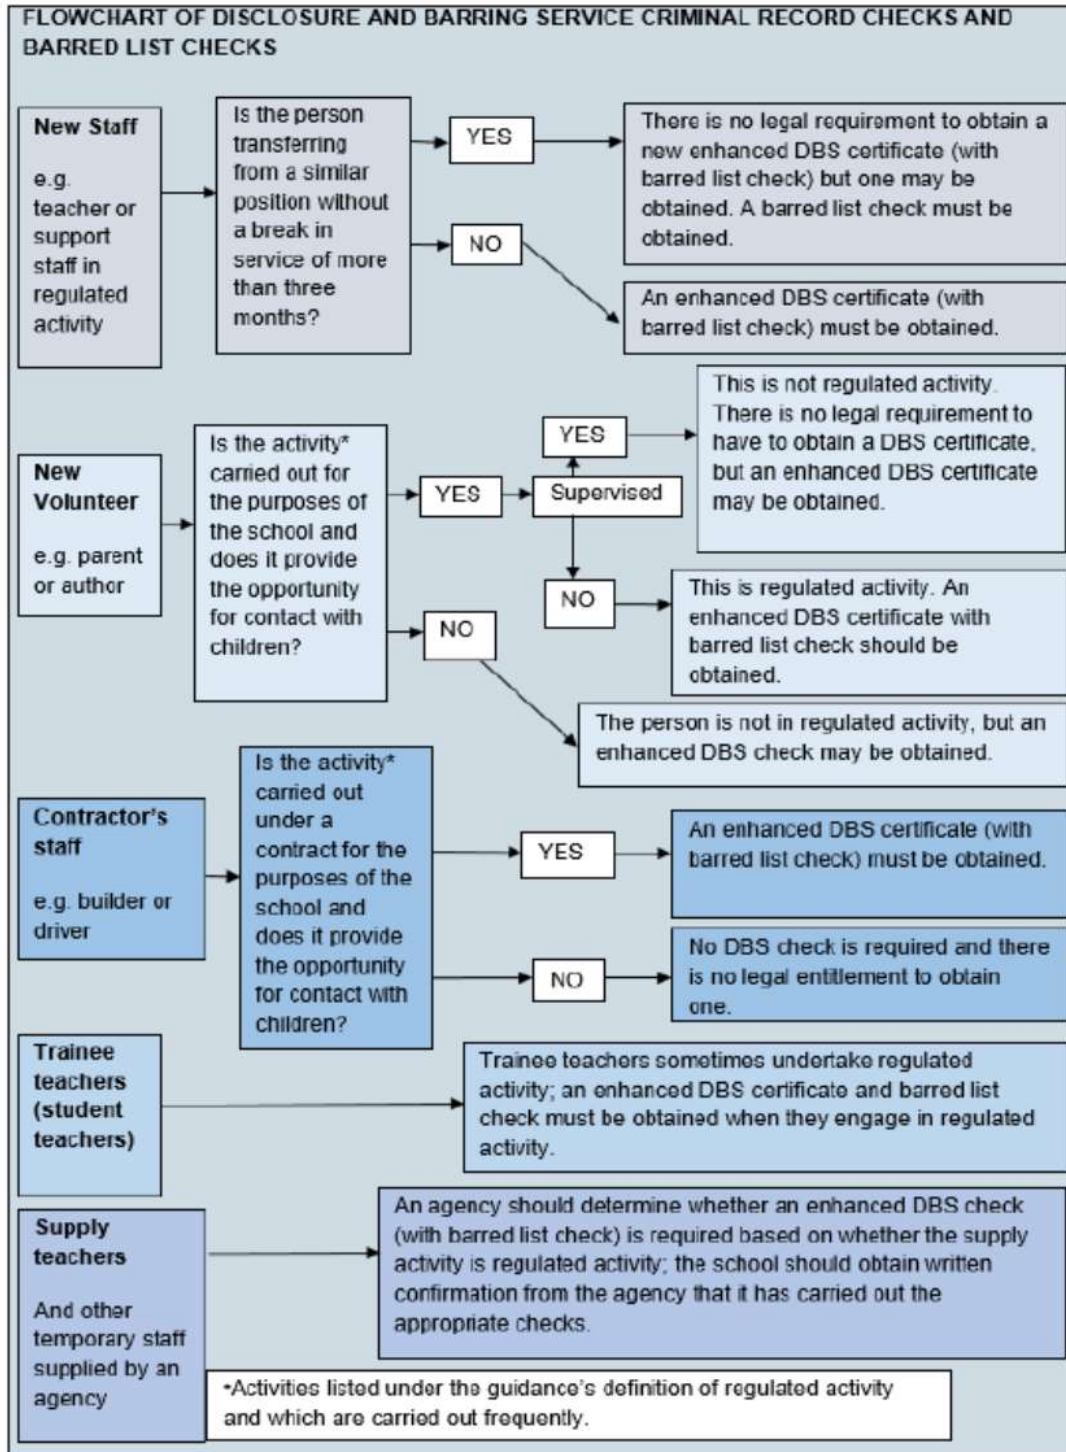 FLOWCHART OF DISCLOSURE AND BARRING SERVICE CRIMINAL RECORD CHECKS AND
BARRED LIST CHECKS
New Staff
e.g.
teacher or
support
staff in
regulated
activity
Is the person
transferring
from a similar
position without
a break in
service of more
than three
months?
YES
There is no legal requirement to obtain a
new enhanced DBS certificate (with
barred list check) but one may be
obtained. A barred list check must be
obtained.
NO
An enhanced DBS certificate (with
barred list check) must be obtained.
New
Volunteer
e.g. parent
or author
Is the activity*
carried out for
the purposes of
the school and
does it provide
the opportunity
for contact with
children?
YES
Supervised
YES
This is not regulated activity.
There is no legal requirement to
have to obtain a DBS certificate,
but an enhanced DBS certificate
may be obtained.
NO
This is regulated activity. An
enhanced DBS certificate with
barred list check should be
obtained.
NO
The person is not in regulated activity, but an
enhanced DBS check may be obtained.
Contractor's
staff
e.g. builder or
driver
Is the activity*
carried out
under a
contract for the
purposes of the
school and
does it provide
the opportunity
for contact with
children?
YES
An enhanced DBS certificate (with
barred list check) must be obtained.
NO
No DBS check is required and there
is no legal entitlement to obtain
one.
Trainee
teachers
(student
teachers)
Trainee teachers sometimes undertake regulated
activity; an enhanced DBS certificate and barred list
check must be obtained when they engage in regulated
activity.
Supply
teachers
And other
temporary staff
supplied by an
agency
An agency should determine whether an enhanced DBS check
(with barred list check) is required based on whether the supply
activity is regulated activity; the school should obtain written
confirmation from the agency that it has carried out the
appropriate checks.
*Activities listed under the guidance's definition of regulated activity
and which are carried out frequently.